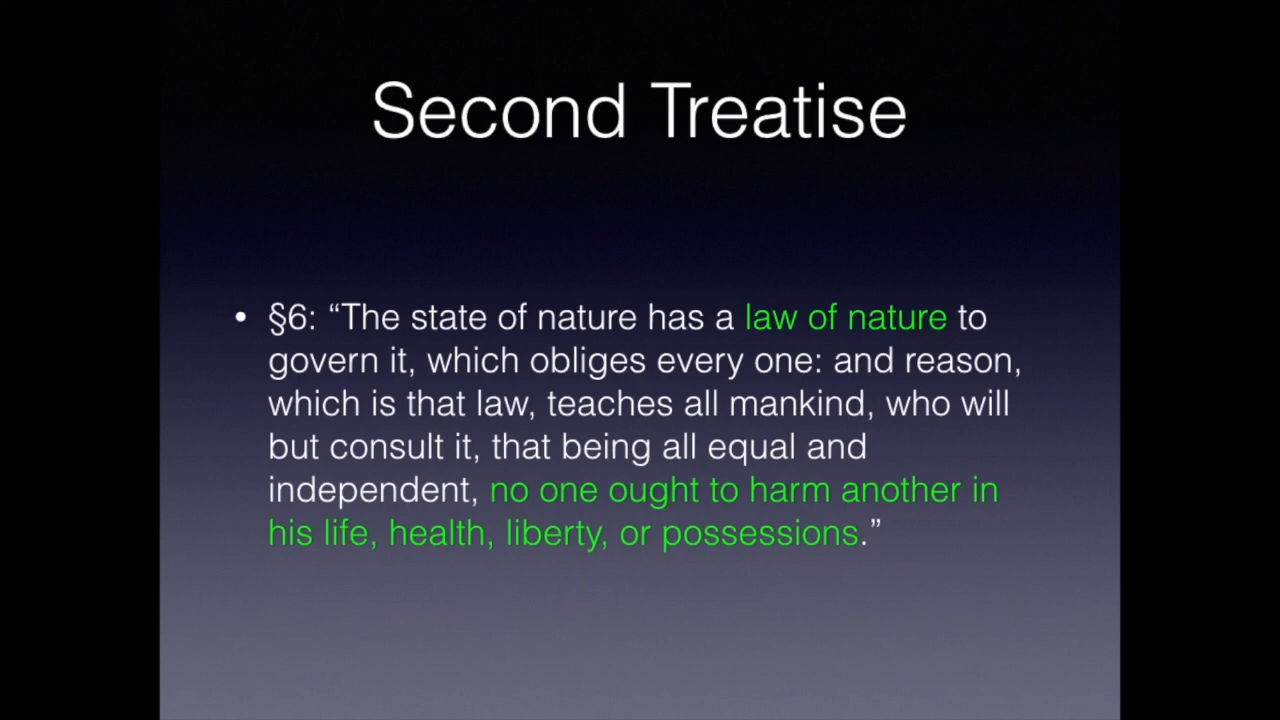 Second Treatise
• §6: “The state of nature has a law of nature to
govern it, which obliges every one: and reason,
which is that law, teaches all mankind, who will
but consult it, that being all equal and
independent, no one ought to harm another in
his life, health, liberty, or possessions.”